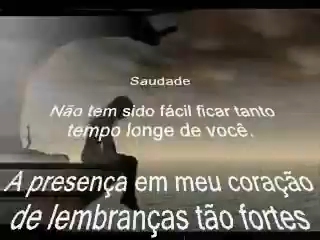 Saudade
Não tem sido fácil ficar tanto
tempo longe de você.
A presença em meu coração
de lembranças tão fortes